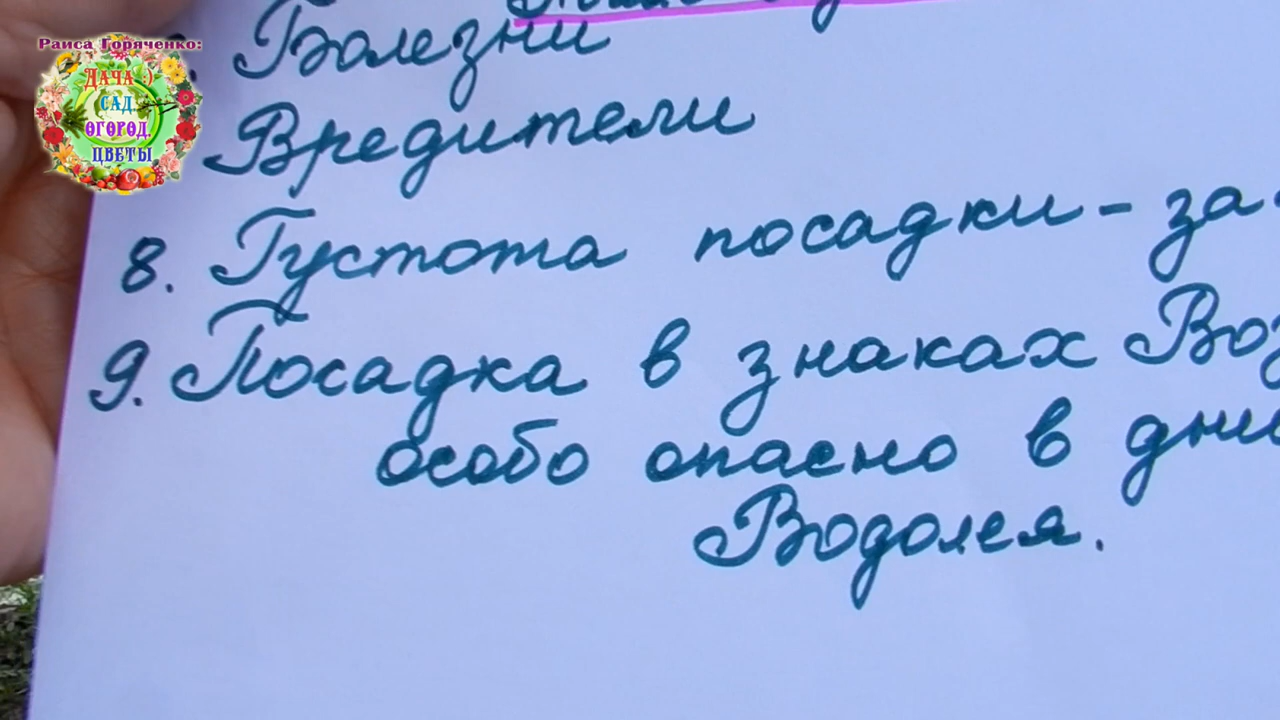 Раиса Горяченко:
ДАЧА :)
САД.
ОГОРОД.
ЦВЕТЫ
Болезни
Вредители
8. Густота посадки - за-
9. Посадка в знаках Воз
особо опасно в дни
Водолея.